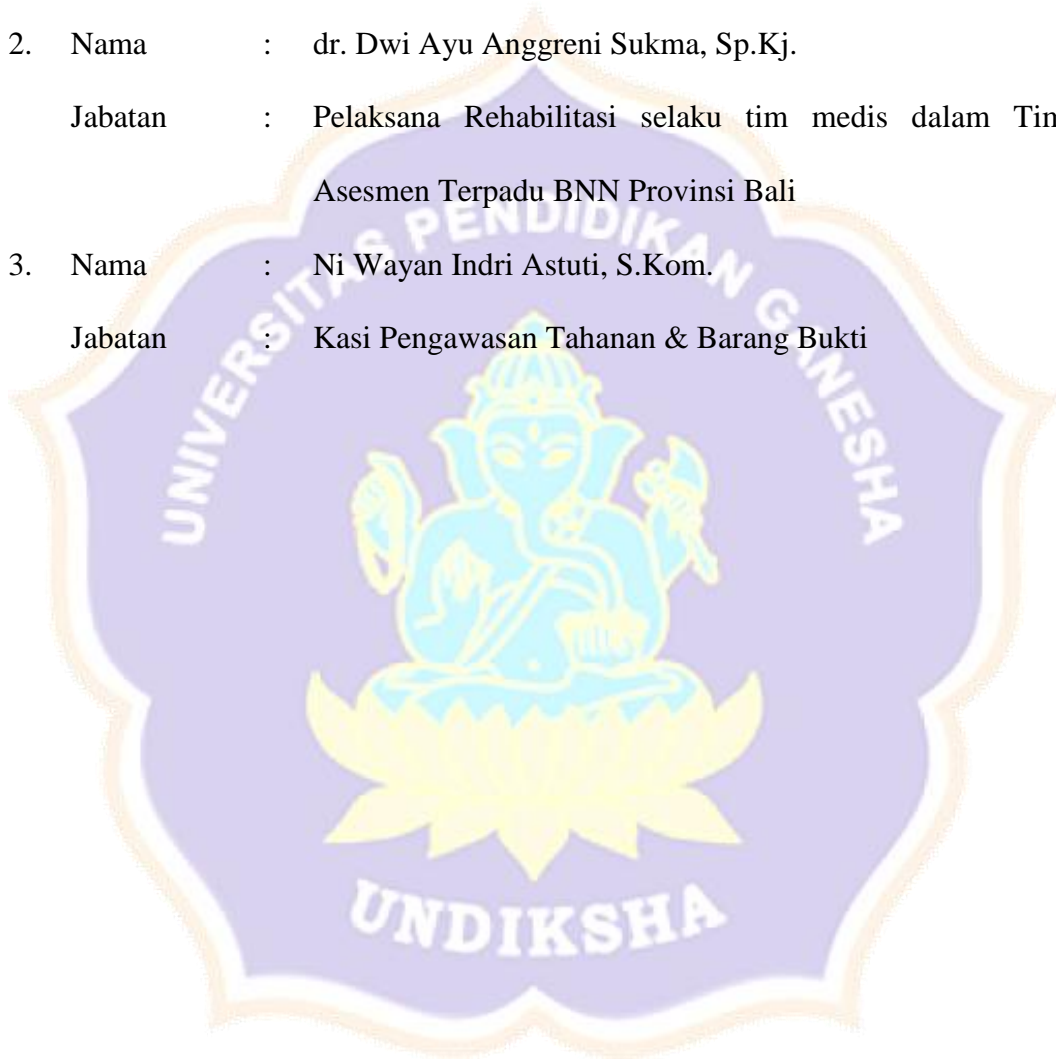 2. Nama : dr. Dwi Ayu Anggreni Sukma, Sp.Kj.
Jabatan : Pelaksana Rehabilitasi selaku tim medis dalam Tim
Asesmen Terpadu BNN Provinsi Bali
3. Nama : Ni Wayan Indri Astuti, S.Kom.
Jabatan : Kasi Pengawasan Tahanan & Barang Bukti
UNIVERSITAS PENDIDIKAN GANESHA
UNDIKSHA